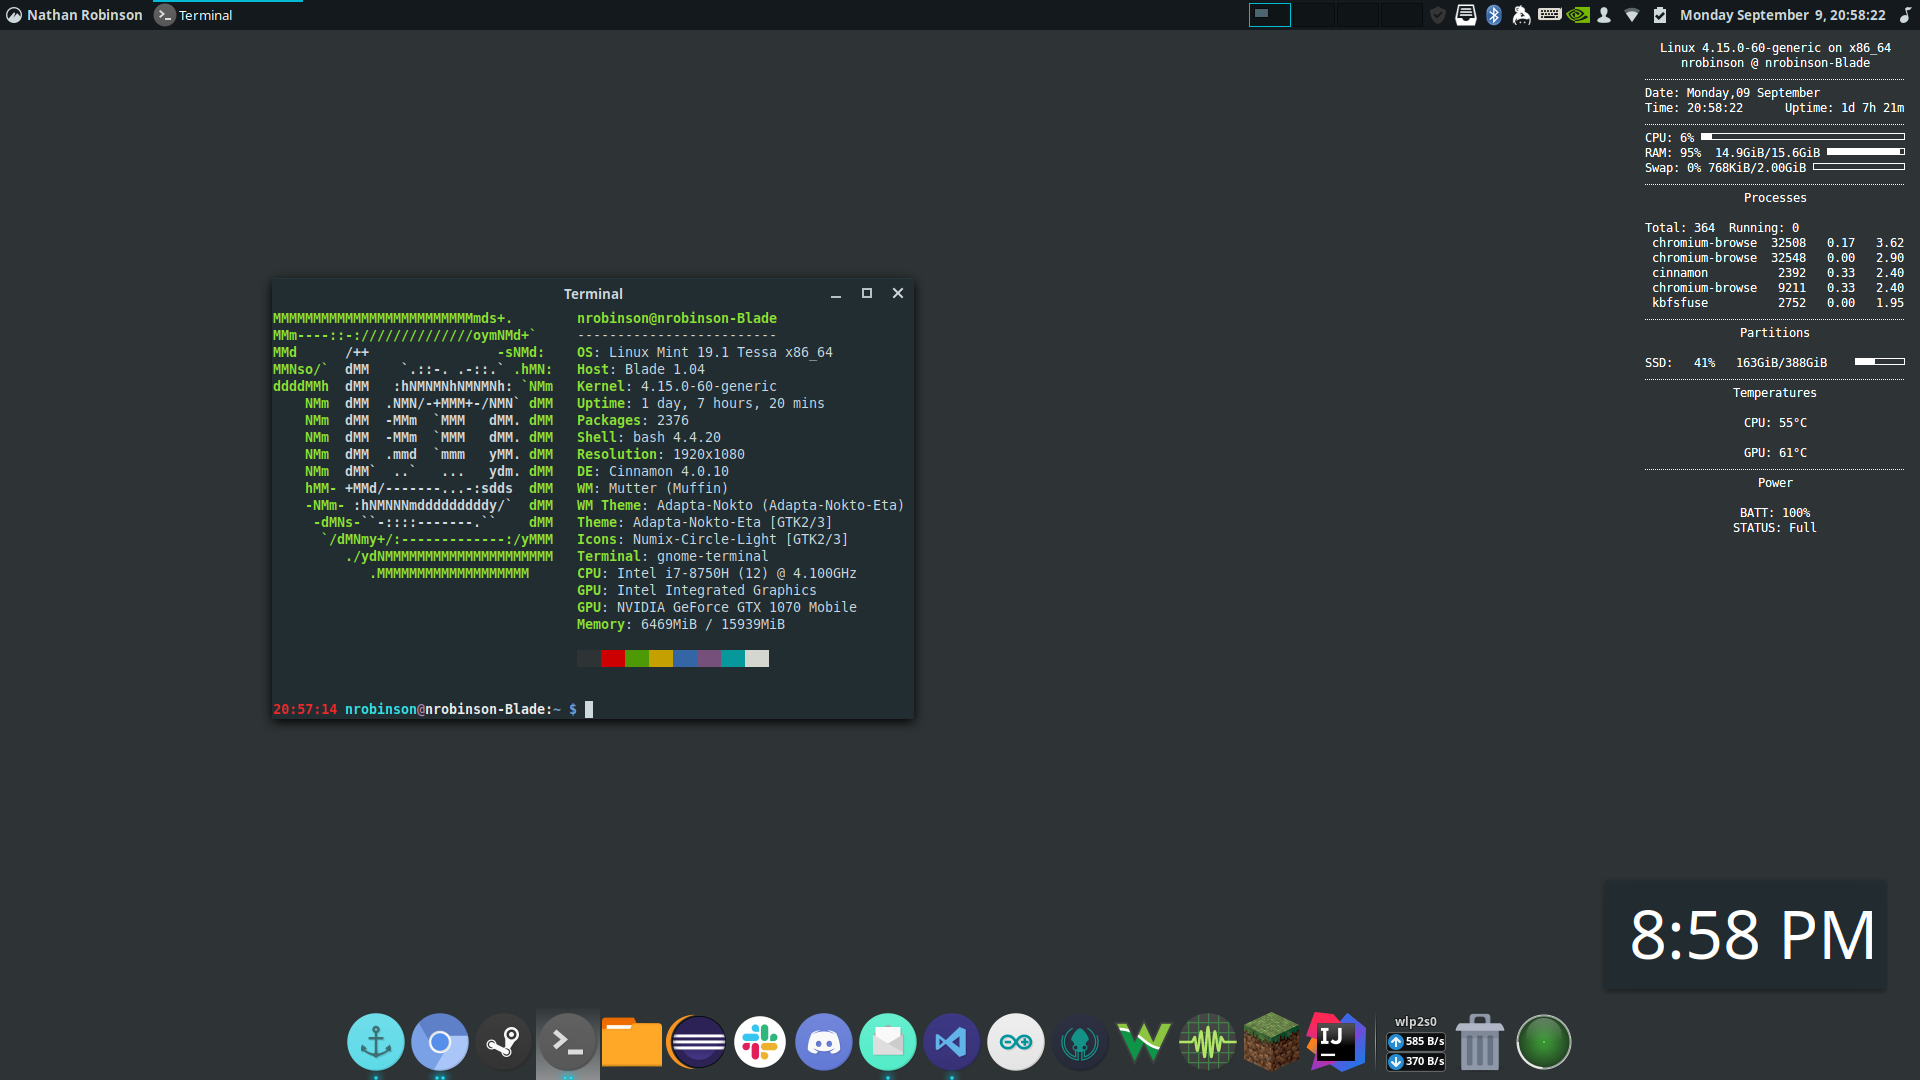 Nathan Robinson
Terminal
Monday September  9, 20:58:22
Linux 4.15.0-60-generic on x86_64
nrobinson @ nrobinson-Blade
Date: Monday,09 September
Time: 20:58:22      Uptime: 1d 7h 21m
CPU: 6%
RAM: 95%  14.9GiB/15.6GiB
Swap: 0% 768KiB/2.00GiB
Processes
Total: 364  Running: 0
chromium-browse  32508   0.17   3.62
chromium-browse  32548   0.00   2.90
cinnamon          2392   0.33   2.40
chromium-browse   9211   0.33   2.40
kbfsfuse          2752   0.00   1.95
Partitions
SSD:   41%   163GiB/388GiB
Temperatures
CPU: 55°C
GPU: 61°C
Power
BATT: 100%
STATUS: Full
Terminal
MMMMMMMMMMMMMMMMMMMMMMMMMmds+.        nrobinson@nrobinson-Blade
MMm----::-://////////////oymNMd+`     -------------------------
MMd      /++                -sNMd:    OS: Linux Mint 19.1 Tessa x86_64
MMNso/`  dMM    `.::-. .-::.` .hMN:   Host: Blade 1.04
ddddMMh  dMM   :hNMNMNhNMNMNh: `NMm   Kernel: 4.15.0-60-generic
    NMm  dMM  .NMN/-+MMM+-/NMN` dMM   Uptime: 1 day, 7 hours, 20 mins
    NMm  dMM  -MMm  `MMM   dMM. dMM   Packages: 2376
    NMm  dMM  -MMm  `MMM   dMM. dMM   Shell: bash 4.4.20
    NMm  dMM  .mmd  `mmm   yMM. dMM   Resolution: 1920x1080
    NMm  dMM`  ..`   ...   ydm. dMM   DE: Cinnamon 4.0.10
    hMM- +MMd/-------...-:sdds  dMM   WM: Mutter (Muffin)
    -NMm- :hNMNNNmdddddddddy/`  dMM   WM Theme: Adapta-Nokto (Adapta-Nokto-Eta)
     -dMNs-``-::::-------.``    dMM   Theme: Adapta-Nokto-Eta [GTK2/3]
      `/dMNmy+/:-------------:/yMMM   Icons: Numix-Circle-Light [GTK2/3]
         ./ydNMMMMMMMMMMMMMMMMMMMMM   Terminal: gnome-terminal
            .MMMMMMMMMMMMMMMMMMM      CPU: Intel i7-8750H (12) @ 4.100GHz
                                      GPU: Intel Integrated Graphics
                                      GPU: NVIDIA GeForce GTX 1070 Mobile
                                      Memory: 6469MiB / 15939MiB
20:57:14 nrobinson@nrobinson-Blade:~ $
8:58 PM
IJ
wlp2s0
585 B/s
370 B/s